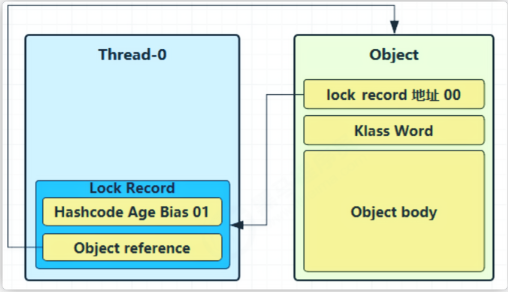 Thread-0
Lock Record
Hashcode Age Bias 01
Object reference
Object
lock record 地址 00
Klass Word
Object body